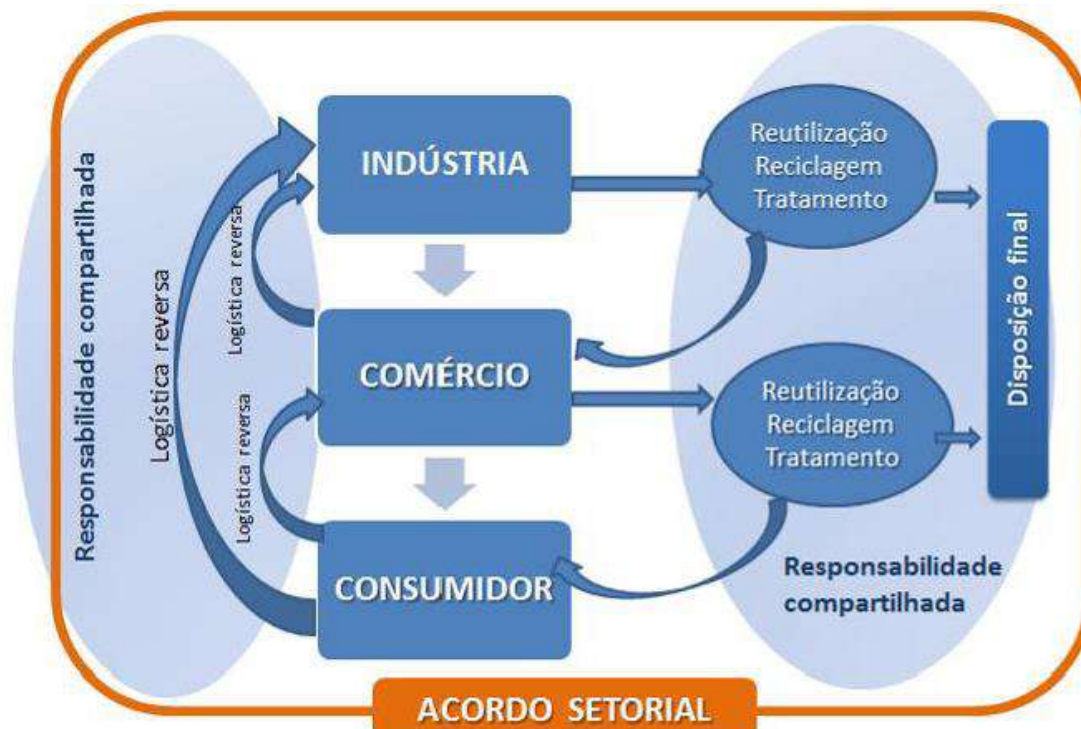 Responsabilidade compartilhada
Logística reversa
Logística reversa
Logística reversa
INDÚSTRIA
COMÉRCIO
CONSUMIDOR
Reutilização
Reciclagem
Tratamento
Reutilização
Reciclagem
Tratamento
Disposição final
Responsabilidade
compartilhada
ACORDO SETORIAL